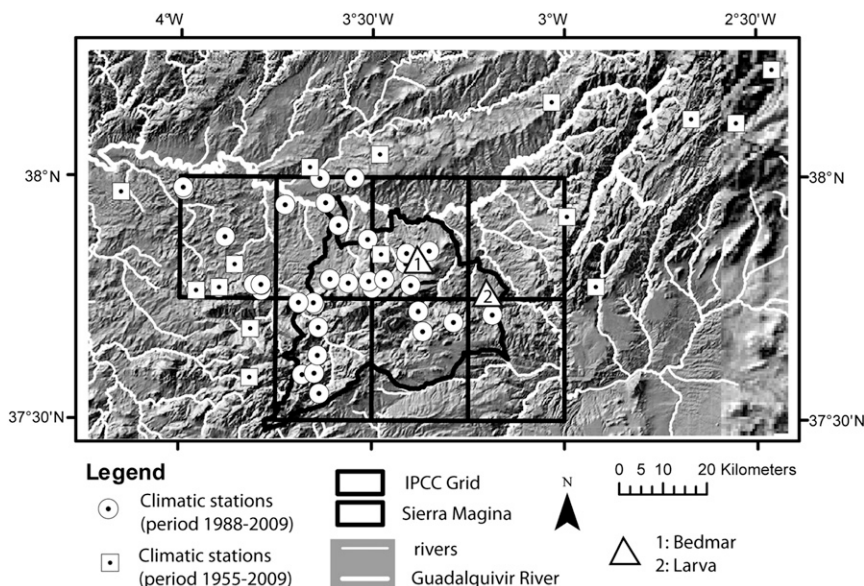 4°W 3°30'W 3°W 2°30'W
38°N 38°N
1
2
37°30'N 37°30'N
Legend
Climatic stations
(period 1988-2009)
Climatic stations
(period 1955-2009)
IPCC Grid
Sierra Magina
rivers
Guadalquivir River
N
0 5 10 20 Kilometers
1: Bedmar
2: Larva